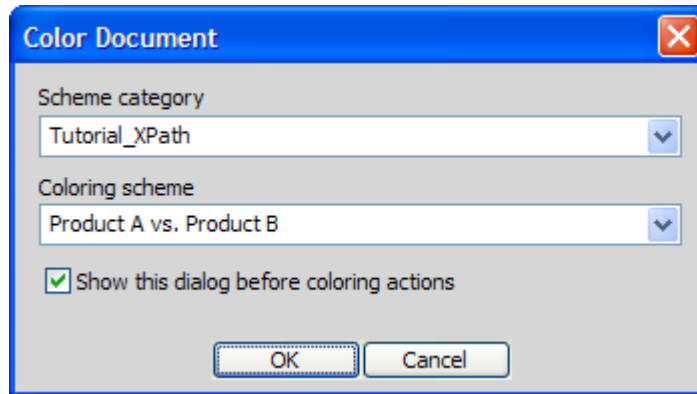 Color Document
Scheme category
Tutorial_XPath
Coloring scheme
Product A vs. Product B
Show this dialog before coloring actions
OK Cancel